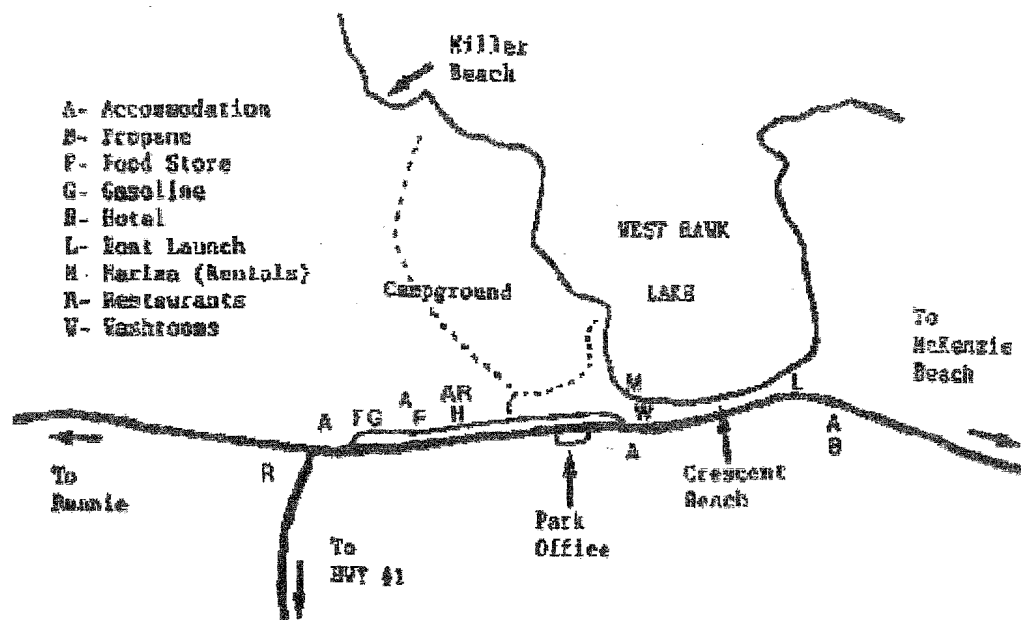 Miller
Beach
A- Accommodation
B- Propane
F- Food Store
G- Gasoline
H- Hotel
L- Boat Launch
M- Marina (Rentals)
R- Restaurants
W- Washrooms
WEST HAWK
LAKE
Campground
To
McKenzie
Beach
A
FG
A
F
AR
H
M
W
L
A
B
R
A
To
Rennie
To
HWY #1
Park
Office
Crescent
Beach